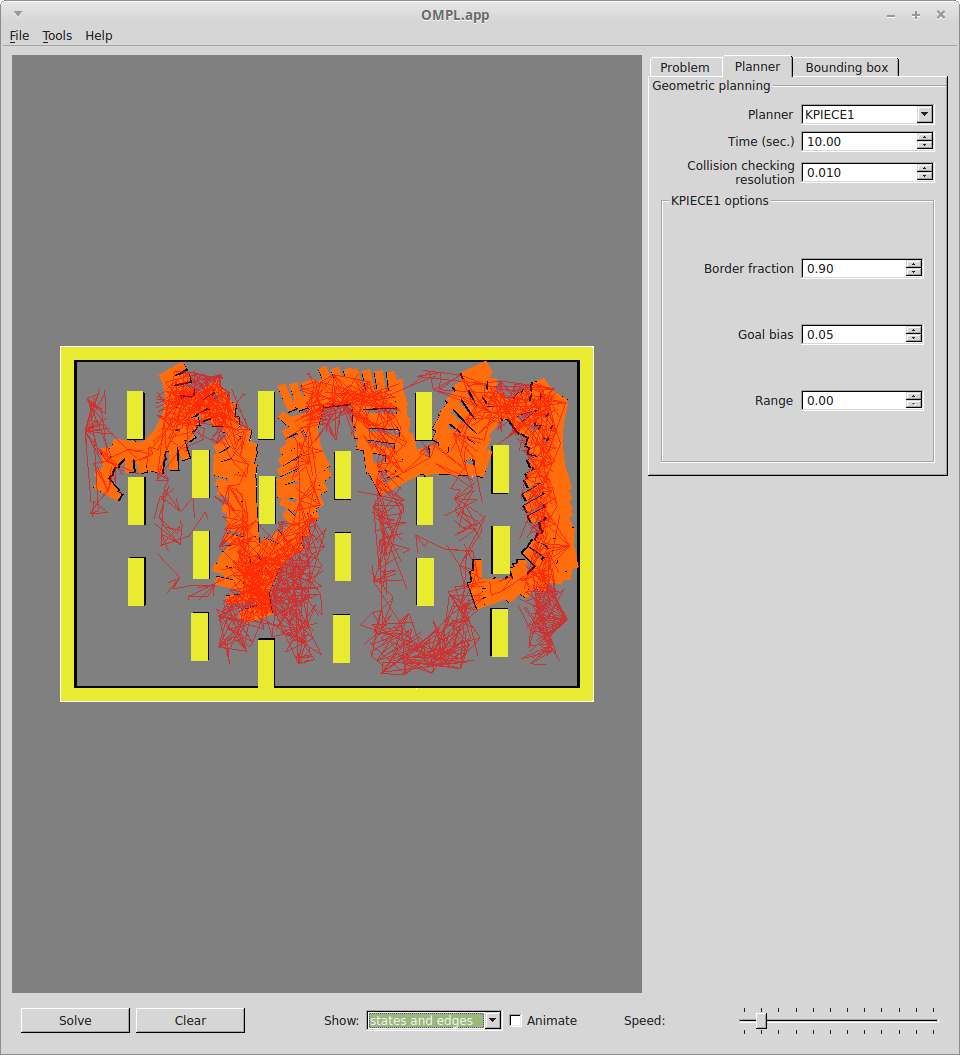 OMPL.app
File Tools Help
Problem Planner Bounding box
Geometric planning
Planner KPIECE1
Time (sec.) 10.00
Collision checking
resolution 0.010
KPIECE1 options
Border fraction 0.90
Goal bias 0.05
Range 0.00
Solve Clear Show: states and edges Animate Speed: